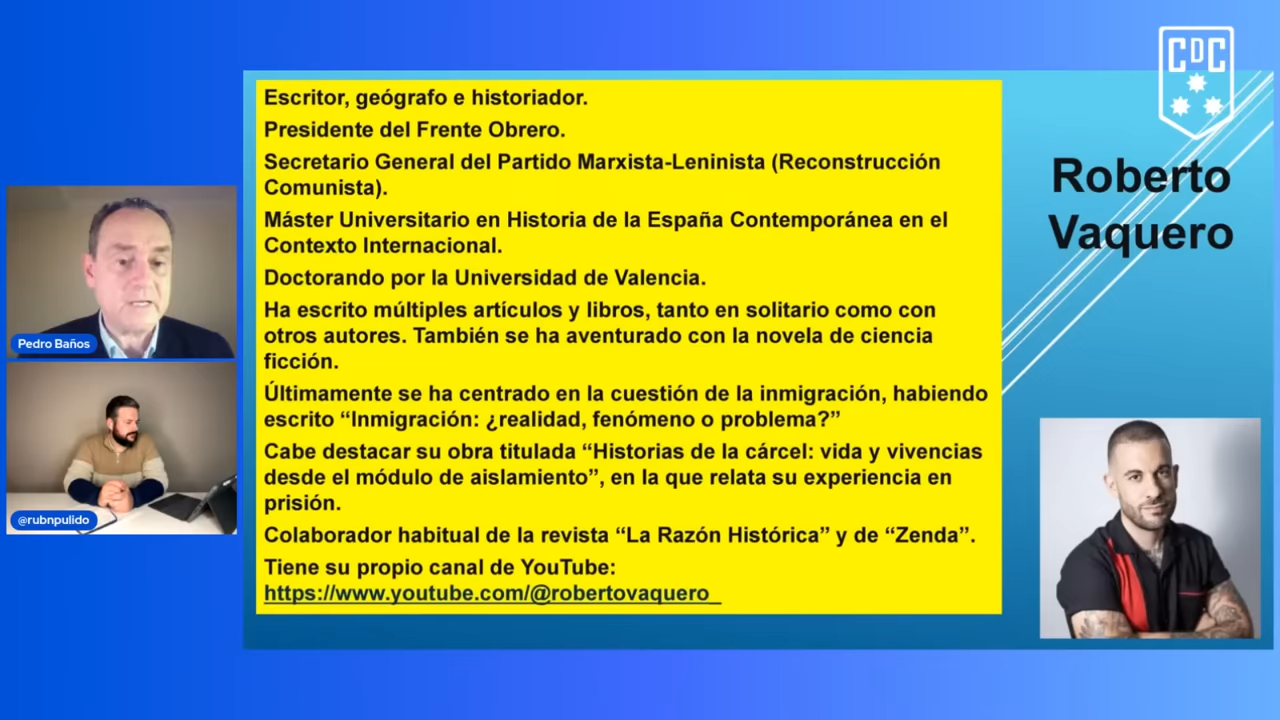 CDC
Escritor, geógrafo e historiador.
Presidente del Frente Obrero.
Secretario General del Partido Marxista-Leninista (Reconstrucción
Comunista).
Máster Universitario en Historia de la España Contemporánea en el
Contexto Internacional.
Doctorando por la Universidad de Valencia.
Ha escrito múltiples artículos y libros, tanto en solitario como con
otros autores. También se ha aventurado con la novela de ciencia
ficción.
Últimamente se ha centrado en la cuestión de la inmigración, habiendo
escrito “Inmigración: ¿realidad, fenómeno o problema?”
Cabe destacar su obra titulada “Historias de la cárcel: vida y vivencias
desde el módulo de aislamiento”, en la que relata su experiencia en
prisión.
Colaborador habitual de la revista “La Razón Histórica” y de “Zenda”.
Tiene su propio canal de YouTube:
https://www.youtube.com/@robertovaquero_
Roberto
Vaquero
Pedro Baños
@rubnpulido